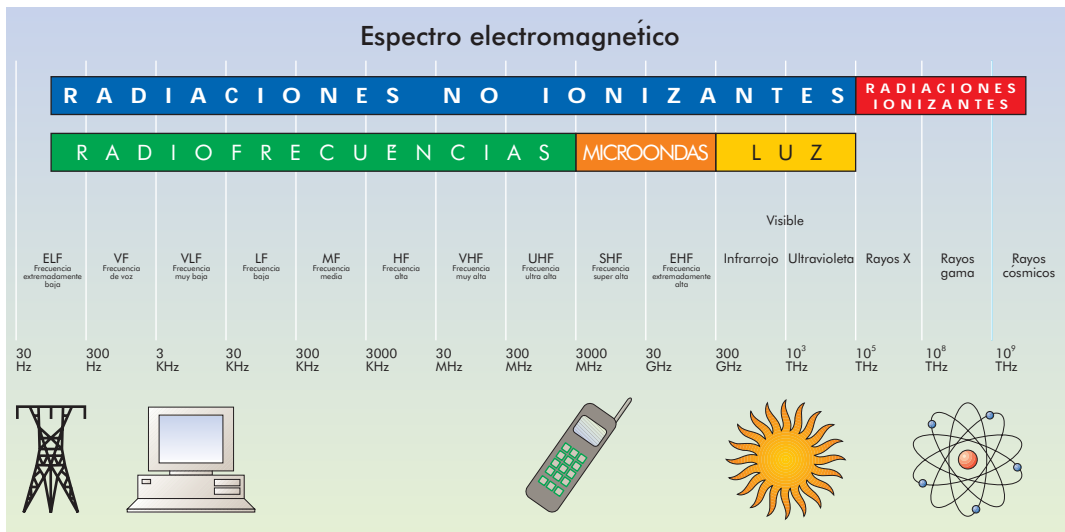 Espectro electromagnético
RADIACIONES NO IONIZANTES
RADIACIONES
IONIZANTES
RADIOFRECUENCIAS
MICROONDAS
LUZ
Visible
ELF
Frecuencia
extremadamente
baja
VF
Frecuencia
de voz
VLF
Frecuencia
muy baja
LF
Frecuencia
baja
MF
Frecuencia
media
HF
Frecuencia
alta
VHF
Frecuencia
muy alta
UHF
Frecuencia
ultra alta
SHF
Frecuencia
super alta
EHF
Frecuencia
extremadamente
alta
Infrarrojo
Ultravioleta
Rayos X
Rayos
gama
Rayos
cósmicos
30
Hz
300
Hz
3
KHz
30
KHz
300
KHz
3000
KHz
30
MHz
300
MHz
3000
MHz
30
GHz
300
GHz
10³
THz
10⁵
THz
10⁸
THz
10⁹
THz